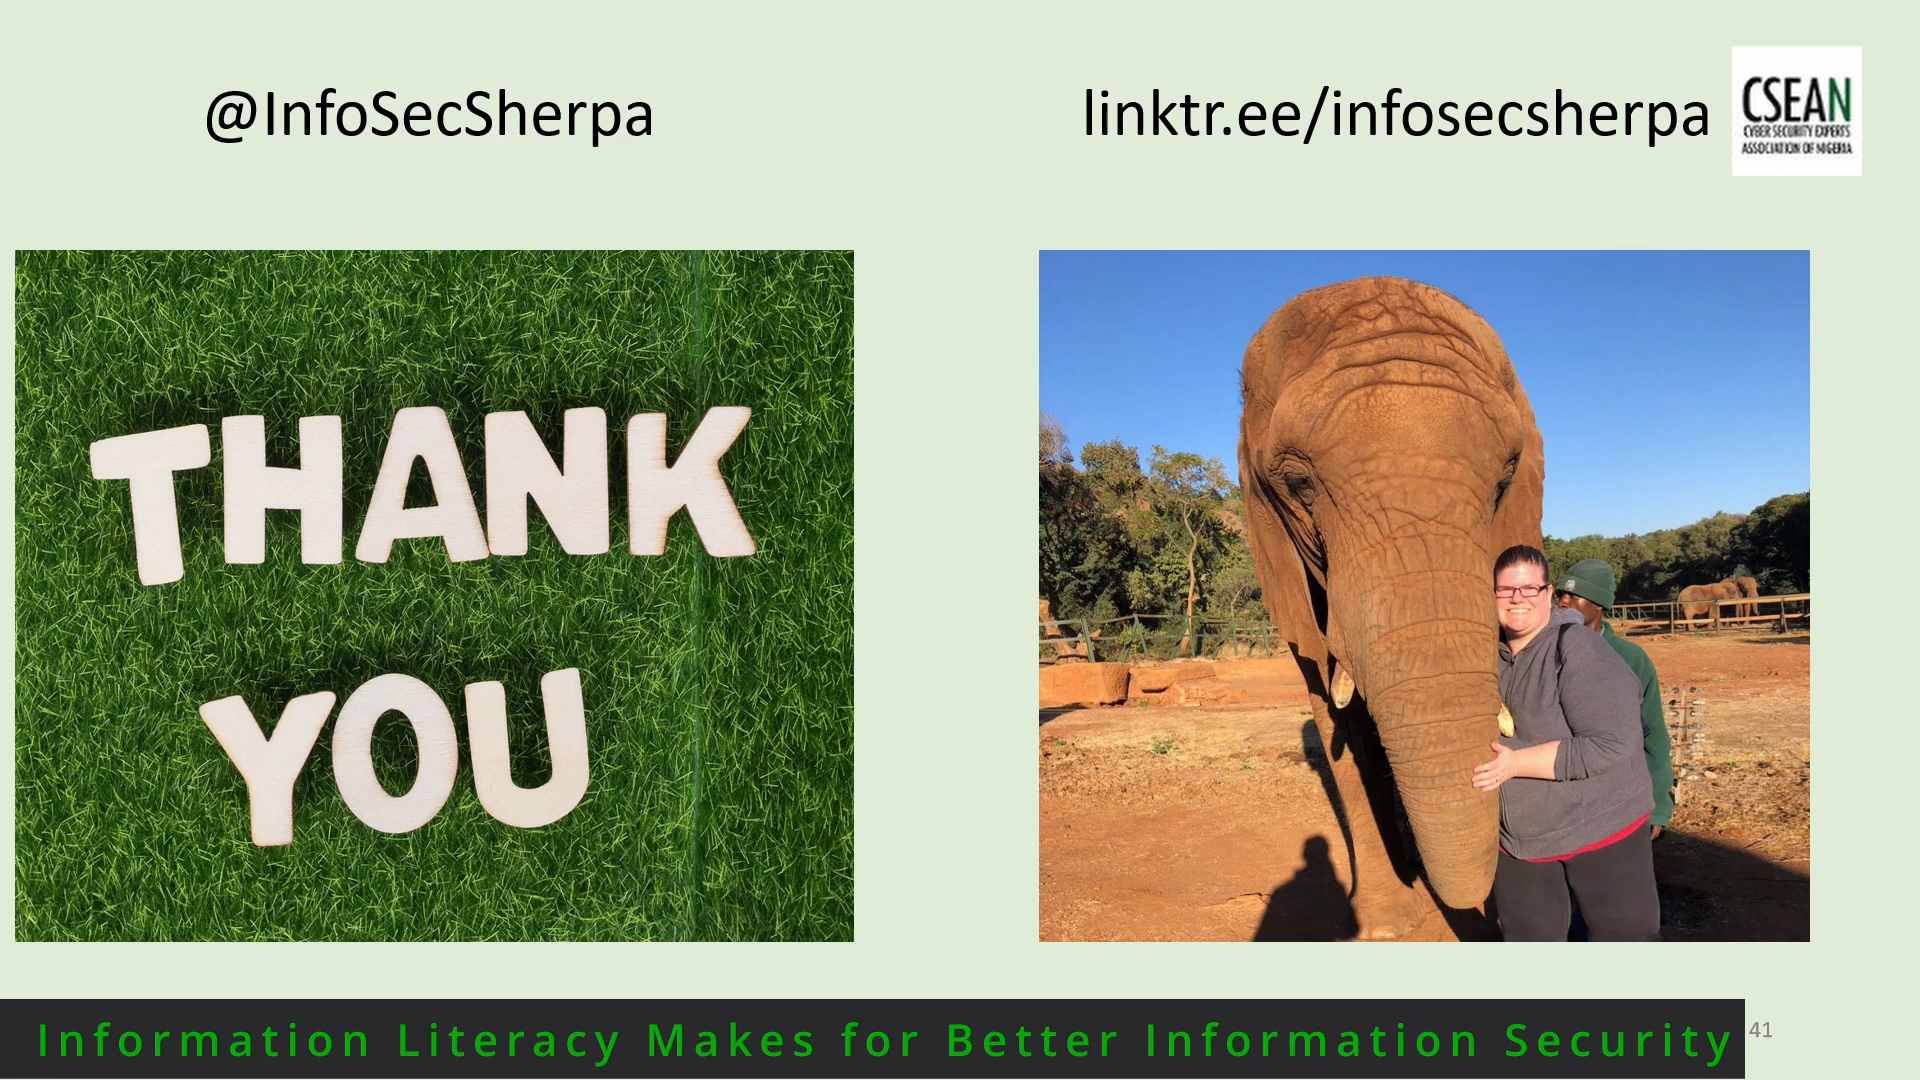 @InfoSecSherpa
linktr.ee/infosecsherpa
CSEAN
CYBER SECURITY EXPERTS
ASSOCIATION OF NIGERIA
THANK
YOU
Information Literacy Makes for Better Information Security
41